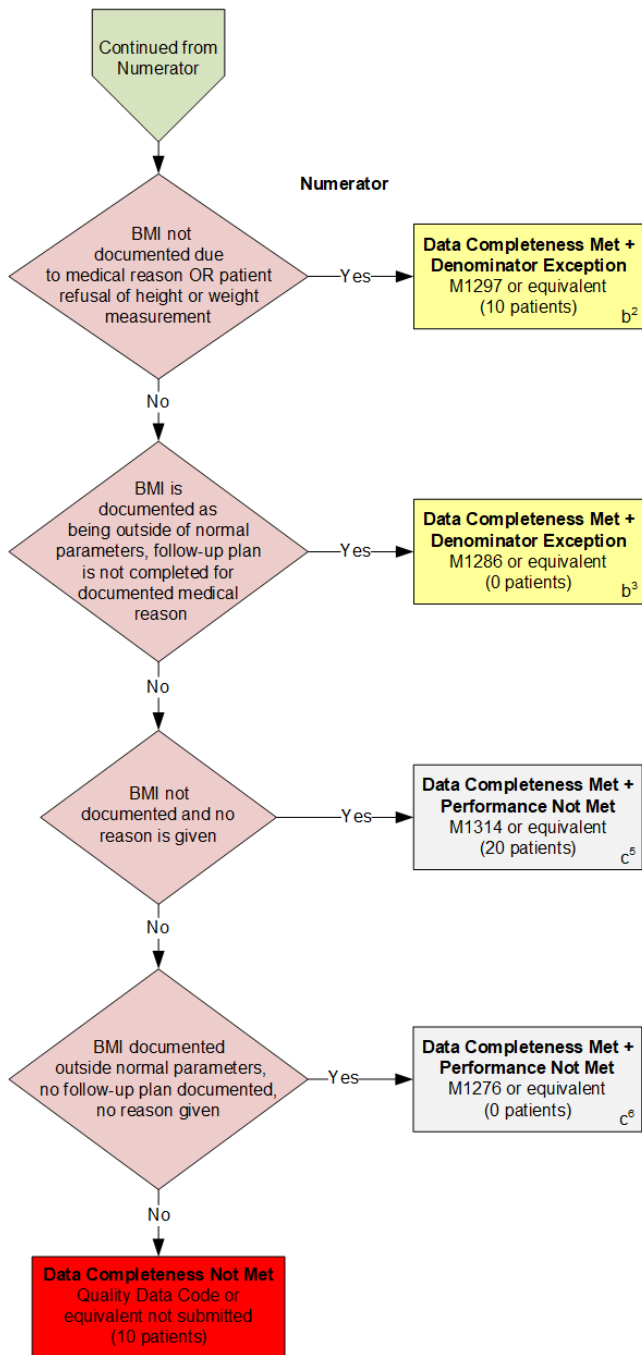 Continued from
Numerator
Numerator
BMI not
documented due
to medical reason OR patient
refusal of height or weight
measurement
Yes
Data Completeness Met +
Denominator Exception
M1297 or equivalent
(10 patients)
b²
No
BMI is
documented as
being outside of normal
parameters, follow-up plan
is not completed for
documented medical
reason
Yes
Data Completeness Met +
Denominator Exception
M1286 or equivalent
(0 patients)
b³
No
BMI not
documented and no
reason is given
Yes
Data Completeness Met +
Performance Not Met
M1314 or equivalent
(20 patients)
c⁵
No
BMI documented
outside normal parameters,
no follow-up plan documented,
no reason given
Yes
Data Completeness Met +
Performance Not Met
M1276 or equivalent
(0 patients)
c⁶
No
Data Completeness Not Met
Quality Data Code or
equivalent not submitted
(10 patients)